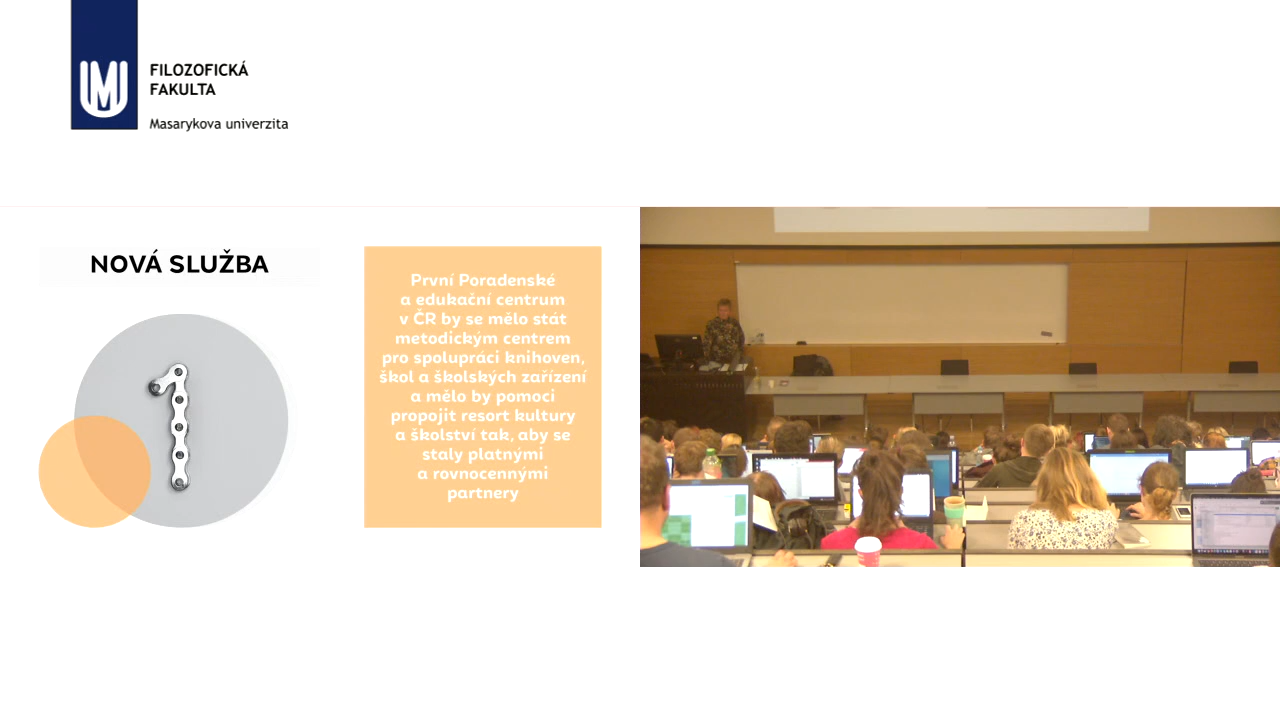 FILOZOFICKÁ
FAKULTA
Masarykova univerzita
NOVÁ SLUŽBA
První Poradenské
a edukační centrum
v ČR by se mělo stát
metodickým centrem
pro spolupráci knihoven,
škol a školských zařízení
a mělo by pomoci
propojit resort kultury
a školství tak, aby se
staly platnými
a rovnocennými
partnery